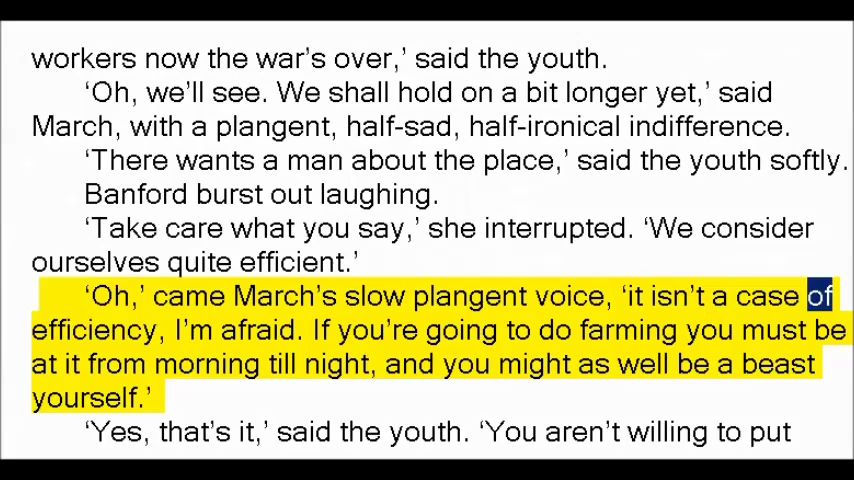 workers now the war’s over,’ said the youth.
‘Oh, we’ll see. We shall hold on a bit longer yet,’ said
March, with a plangent, half-sad, half-ironical indifference.
‘There wants a man about the place,’ said the youth softly.
Banford burst out laughing.
‘Take care what you say,’ she interrupted. ‘We consider
ourselves quite efficient.’
‘Oh,’ came March’s slow plangent voice, ‘it isn’t a case of
efficiency, I’m afraid. If you’re going to do farming you must be
at it from morning till night, and you might as well be a beast
yourself.’
‘Yes, that’s it,’ said the youth. ‘You aren’t willing to put